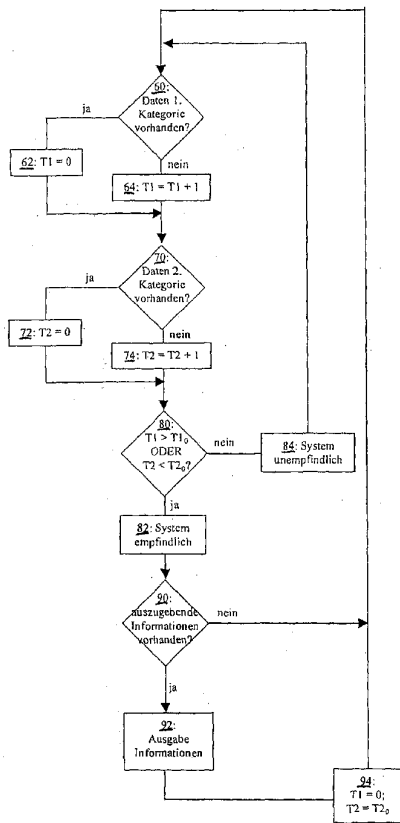 60:
Daten 1.
Kategorie
vorhanden?
ja
nein
62: T1 = 0
64: T1 = T1 + 1
70:
Daten 2.
Kategorie
vorhanden?
ja
nein
72: T2 = 0
74: T2 = T2 + 1
80:
T1 > T1₀
ODER
T2 < T2₀?
nein
ja
84: System
unempfindlich
82: System
empfindlich
90:
auszugebende
Informationen
vorhanden?
nein
ja
92:
Ausgabe
Informationen
94:
T1 = 0;
T2 = T2₀